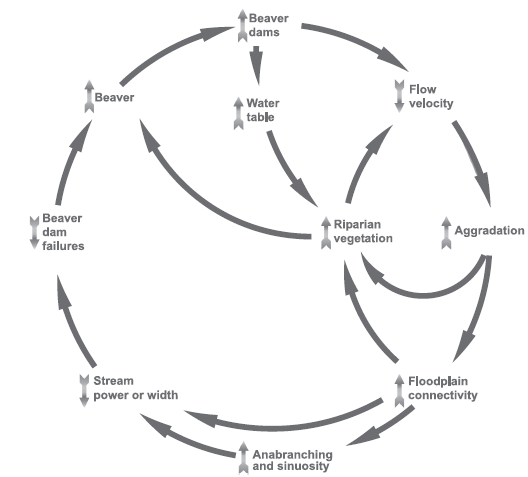 Beaver
dams
Beaver
Water
table
Flow
velocity
Beaver
dam
failures
Riparian
vegetation
Aggradation
Stream
power or width
Floodplain
connectivity
Anabranching
and sinuosity